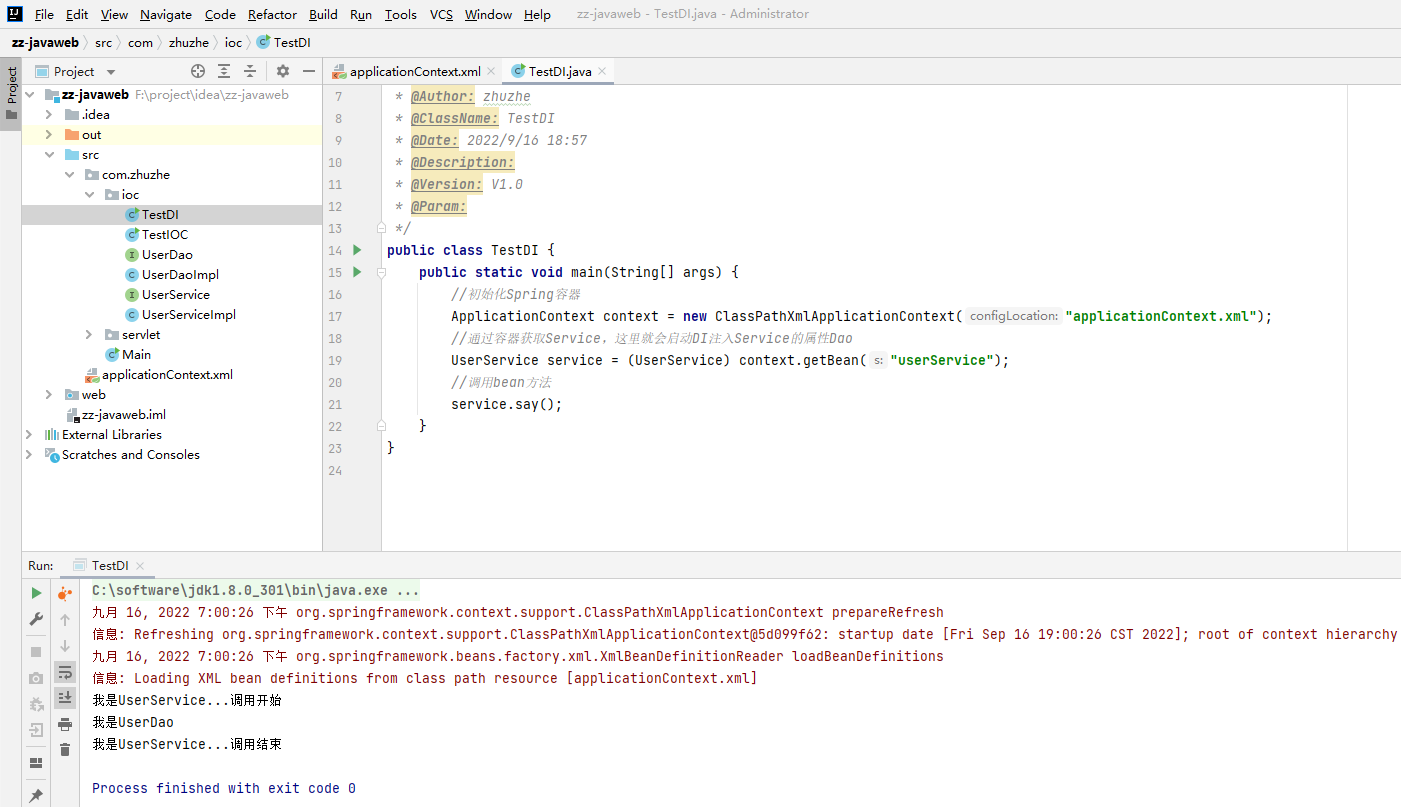 File Edit View Navigate Code Refactor Build Run Tools VCS Window Help zz-javaweb - TestDI.java - Administrator
zz-javaweb src com zhuzhe ioc TestDI
Project
Project
applicationContext.xml
TestDI.java
zz-javaweb F:\project\idea\zz-javaweb
.idea
out
src
com.zhuzhe
ioc
TestDI
TestIOC
UserDao
UserDaoImpl
UserService
UserServiceImpl
servlet
Main
applicationContext.xml
web
zz-javaweb.iml
External Libraries
Scratches and Consoles
7 * @Author: zhuzhe
8 * @ClassName: TestDI
9 * @Date: 2022/9/16 18:57
10 * @Description:
11 * @Version: V1.0
12 * @Param:
13 */
14 public class TestDI {
15 public static void main(String[] args) {
16 //初始化Spring容器
17 ApplicationContext context = new ClassPathXmlApplicationContext( configLocation: "applicationContext.xml");
18 //通过容器获取Service，这里就会启动DI注入Service的属性Dao
19 UserService service = (UserService) context.getBean( s: "userService");
20 //调用bean方法
21 service.say();
22 }
23 }
24
Run: TestDI
C:\software\jdk1.8.0_301\bin\java.exe ...
九月 16, 2022 7:00:26 下午 org.springframework.context.support.ClassPathXmlApplicationContext prepareRefresh
信息: Refreshing org.springframework.context.support.ClassPathXmlApplicationContext@5d099f62: startup date [Fri Sep 16 19:00:26 CST 2022]; root of context hierarchy
九月 16, 2022 7:00:26 下午 org.springframework.beans.factory.xml.XmlBeanDefinitionReader loadBeanDefinitions
信息: Loading XML bean definitions from class path resource [applicationContext.xml]
我是UserService...调用开始
我是UserDao
我是UserService...调用结束
Process finished with exit code 0